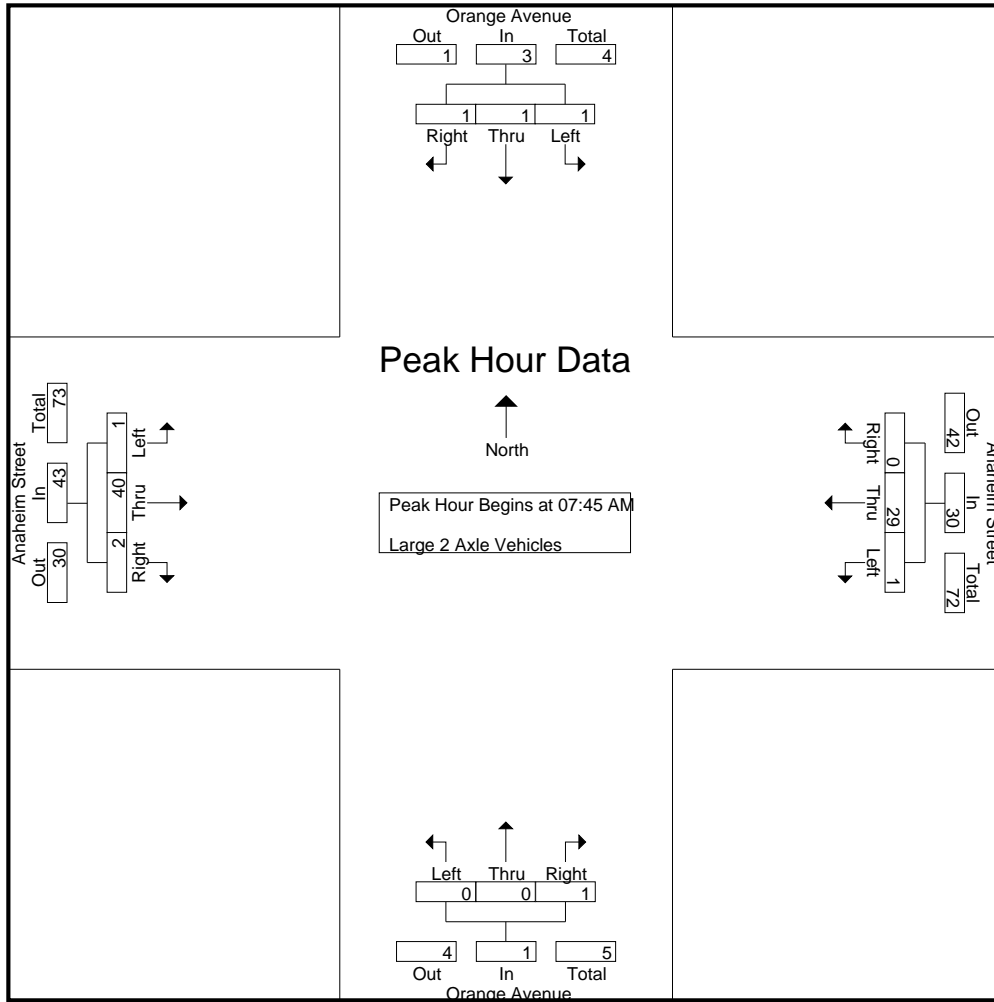 Orange Avenue
Out In Total
1 3 4
1 1 1
Right Thru Left
Peak Hour Data
North
Peak Hour Begins at 07:45 AM
Large 2 Axle Vehicles
Anaheim Street
Total In Out
73 43 30
Left Thru Right
1 40 2
Anaheim Street
Out In Total
42 30 72
Right Thru Left
0 29 1
Left Thru Right
0 0 1
4 1 5
Out In Total
Orange Avenue